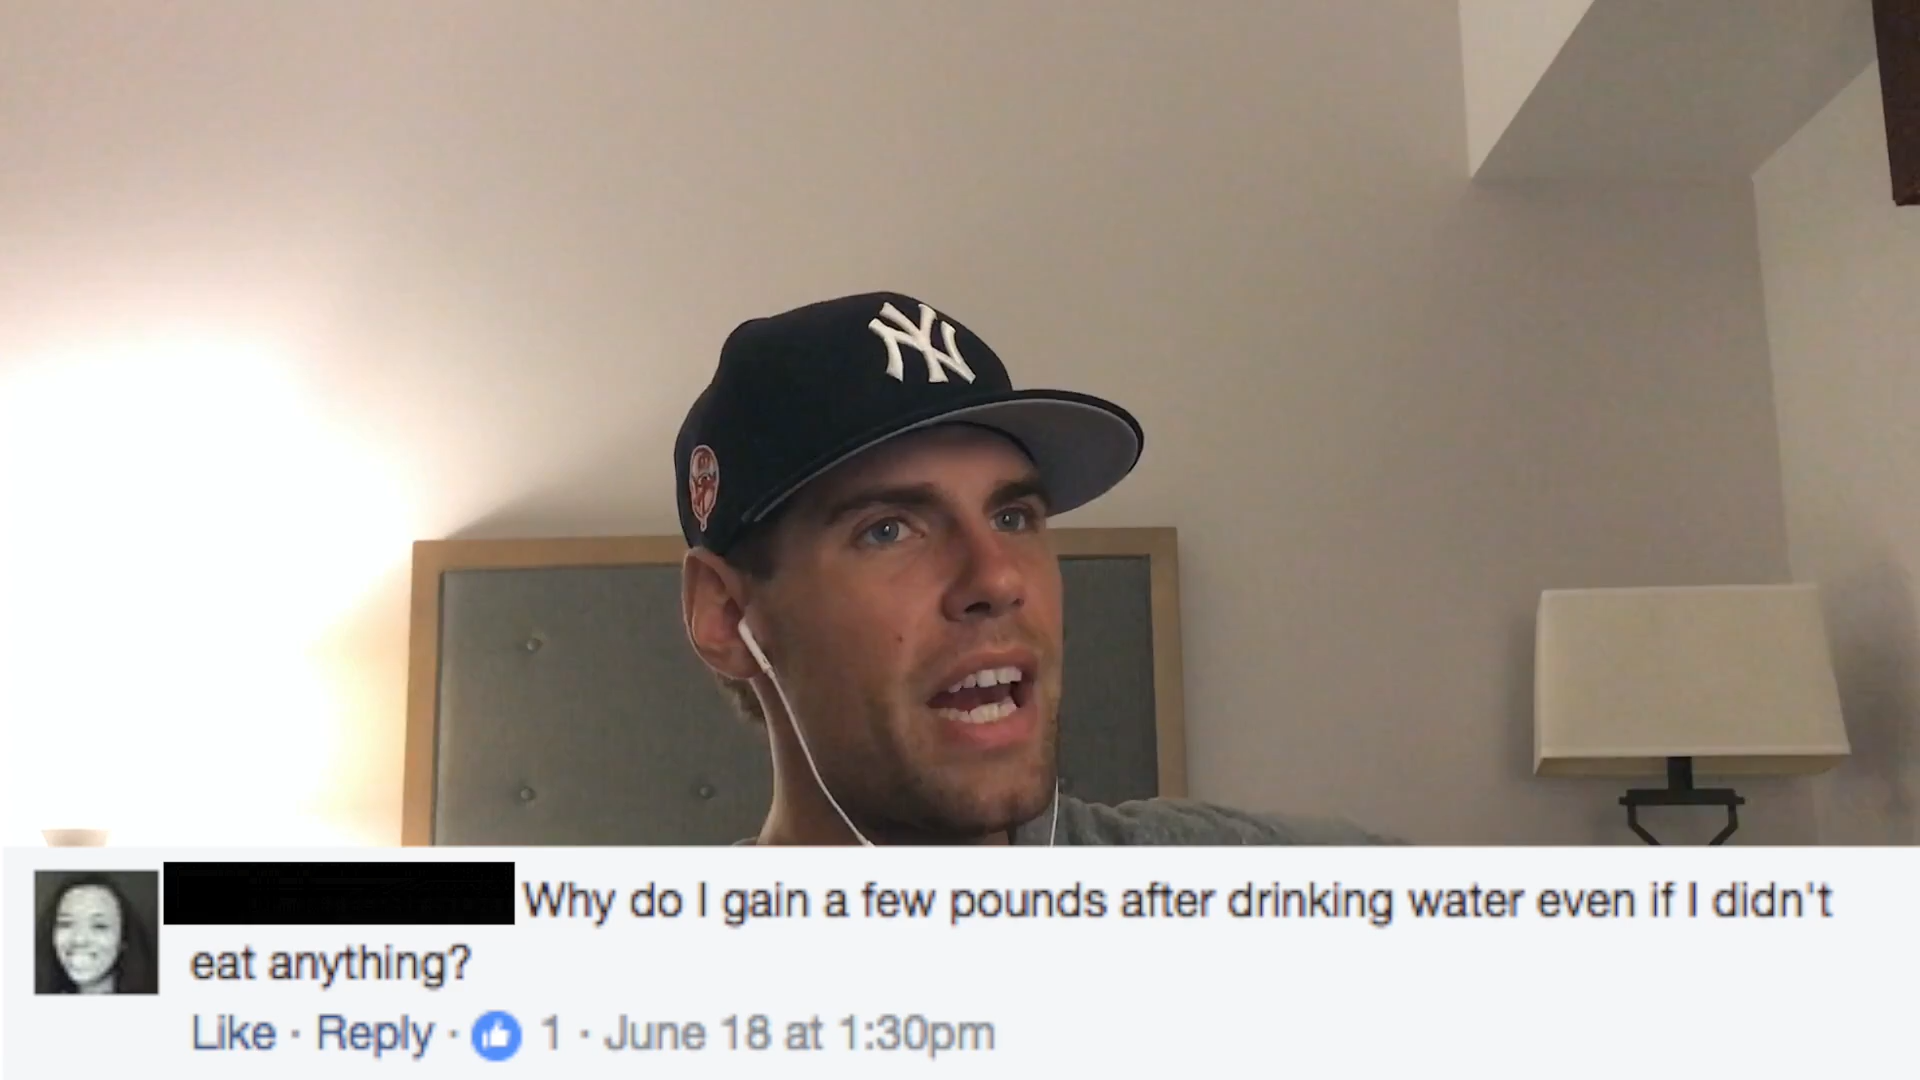 NY
Why do I gain a few pounds after drinking water even if I didn't
eat anything?
Like · Reply · 1 · June 18 at 1:30pm